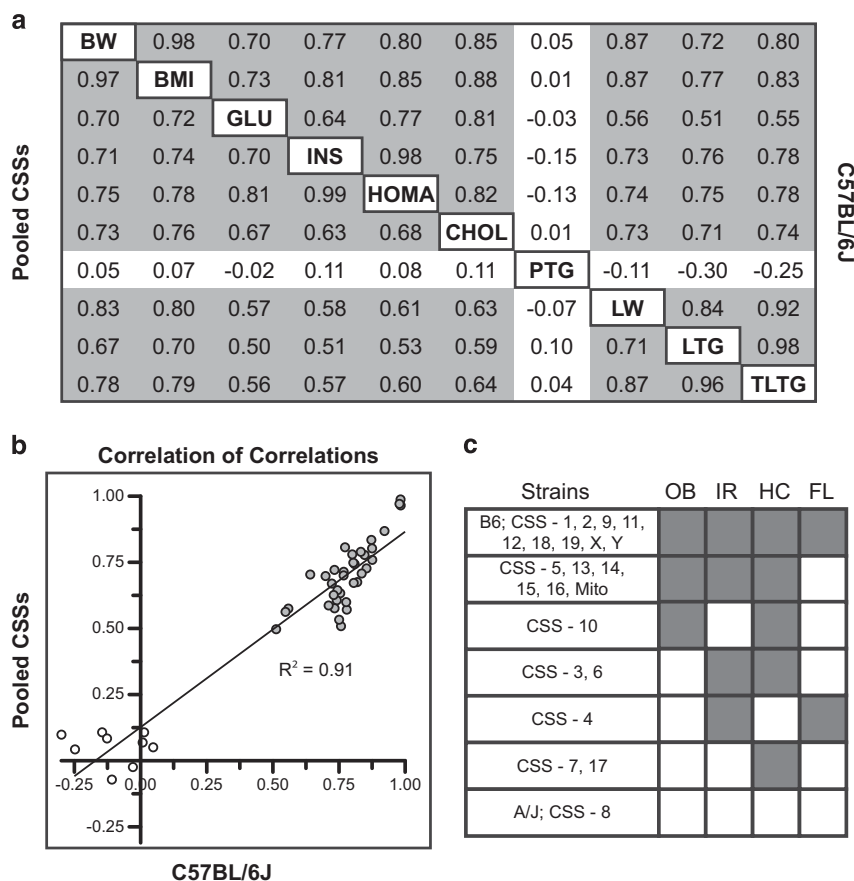 a
BW 0.98 0.70 0.77 0.80 0.85 0.05 0.87 0.72 0.80
0.97 BMI 0.73 0.81 0.85 0.88 0.01 0.87 0.77 0.83
0.70 0.72 GLU 0.64 0.77 0.81 -0.03 0.56 0.51 0.55
0.71 0.74 0.70 INS 0.98 0.75 -0.15 0.73 0.76 0.78
0.75 0.78 0.81 0.99 HOMA 0.82 -0.13 0.74 0.75 0.78
0.73 0.76 0.67 0.63 0.68 CHOL 0.01 0.73 0.71 0.74
0.05 0.07 -0.02 0.11 0.08 0.11 PTG -0.11 -0.30 -0.25
0.83 0.80 0.57 0.58 0.61 0.63 -0.07 LW 0.84 0.92
0.67 0.70 0.50 0.51 0.53 0.59 0.10 0.71 LTG 0.98
0.78 0.79 0.56 0.57 0.60 0.64 0.04 0.87 0.96 TLTG
Pooled CSSs
C57BL/6J
b
Correlation of Correlations
1.00
0.75
0.50
0.25
-0.25
-0.25 0.00 0.25 0.50 0.75 1.00
R² = 0.91
Pooled CSSs
C57BL/6J
c
Strains OB IR HC FL
B6; CSS - 1, 2, 9, 11,
12, 18, 19, X, Y
CSS - 5, 13, 14,
15, 16, Mito
CSS - 10
CSS - 3, 6
CSS - 4
CSS - 7, 17
A/J; CSS - 8